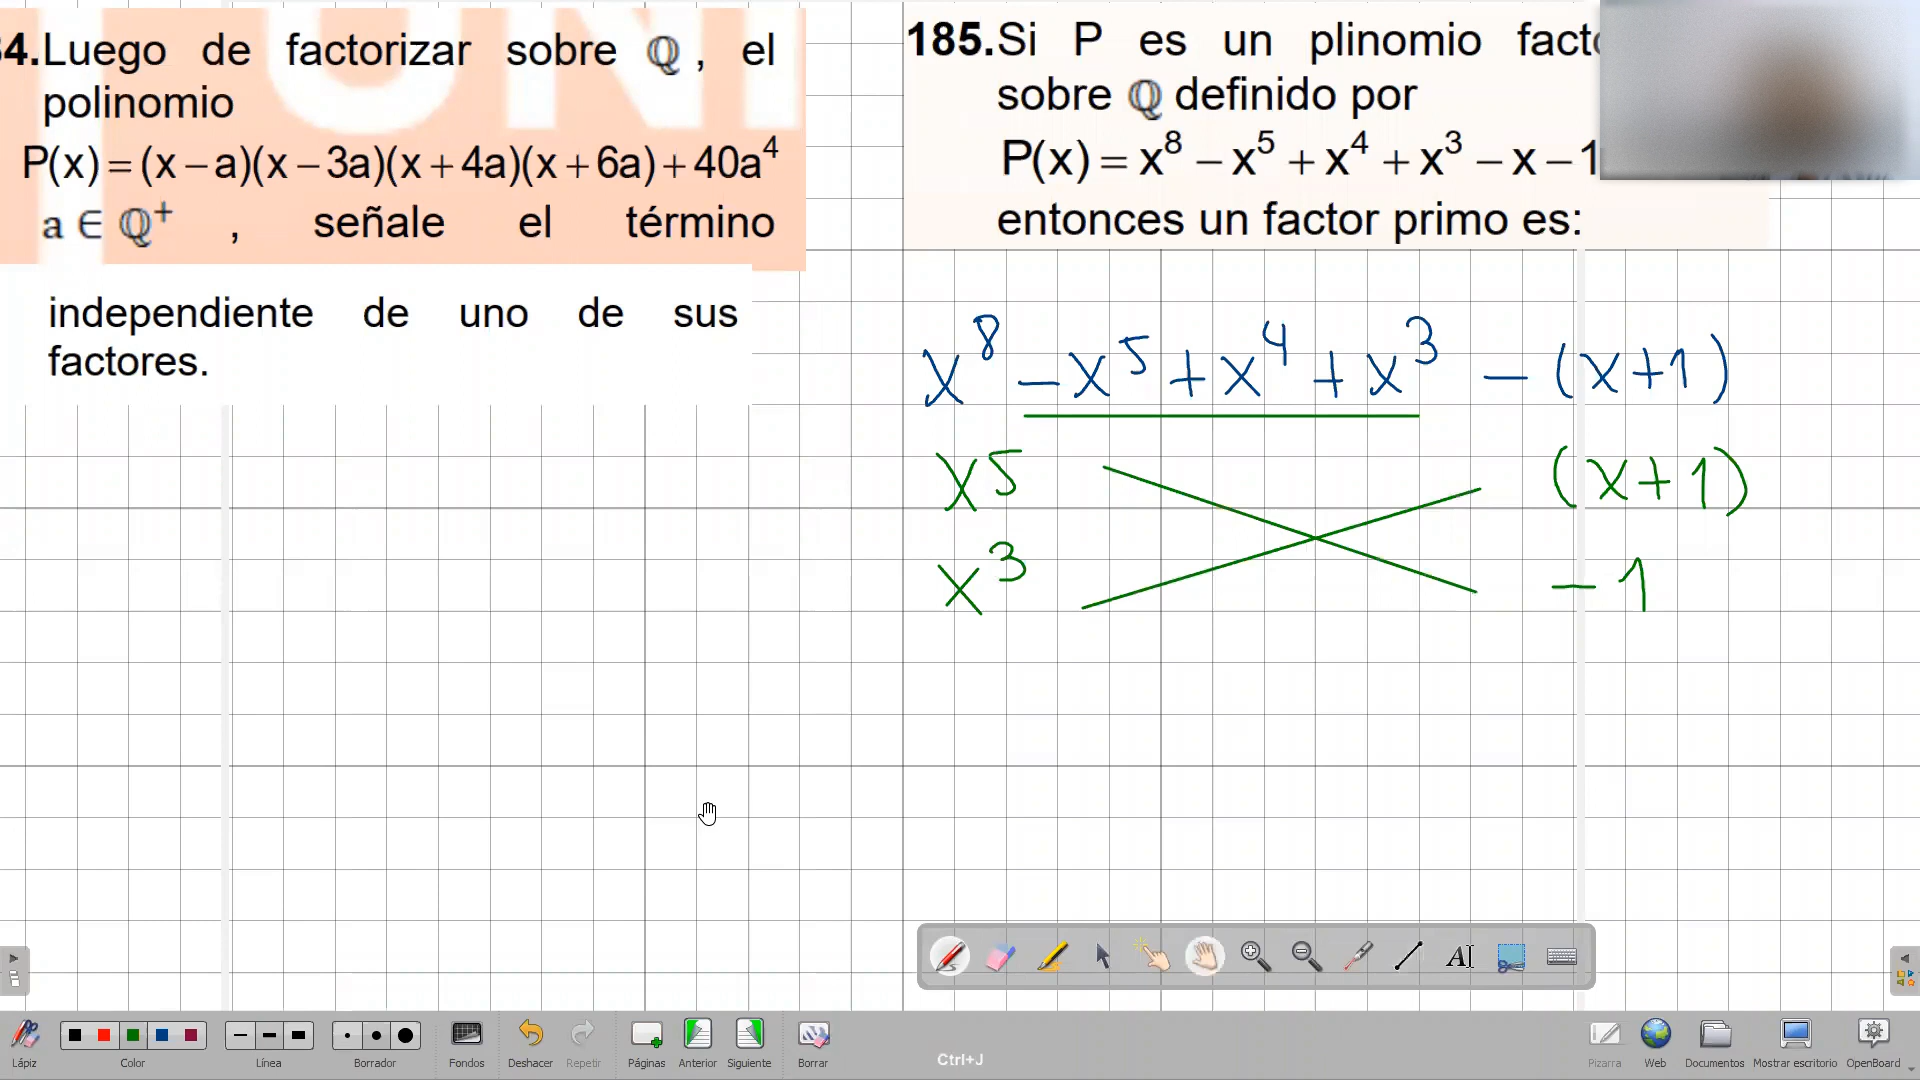 4.Luego de factorizar sobre ℚ , el
polinomio
P(x) = (x – a)(x – 3a)(x + 4a)(x + 6a) + 40a⁴
a ∈ ℚ⁺ , señale el término
independiente de uno de sus
factores.
185.Si P es un plinomio
sobre ℚ definido por
P(x) = x⁸ – x⁵ + x⁴ + x³ – x – 1
entonces un factor primo es:
x⁸ – x⁵ + x⁴ + x³ – (x+1)
x⁵ (x+1)
x³ – 1
Lápiz
Color
Línea
Borrador
Fondos
Deshacer
Repetir
Páginas
Anterior
Siguiente
Borrar
Ctrl+J
Pizarra
Web
Documentos
Mostrar escritorio
OpenBoard